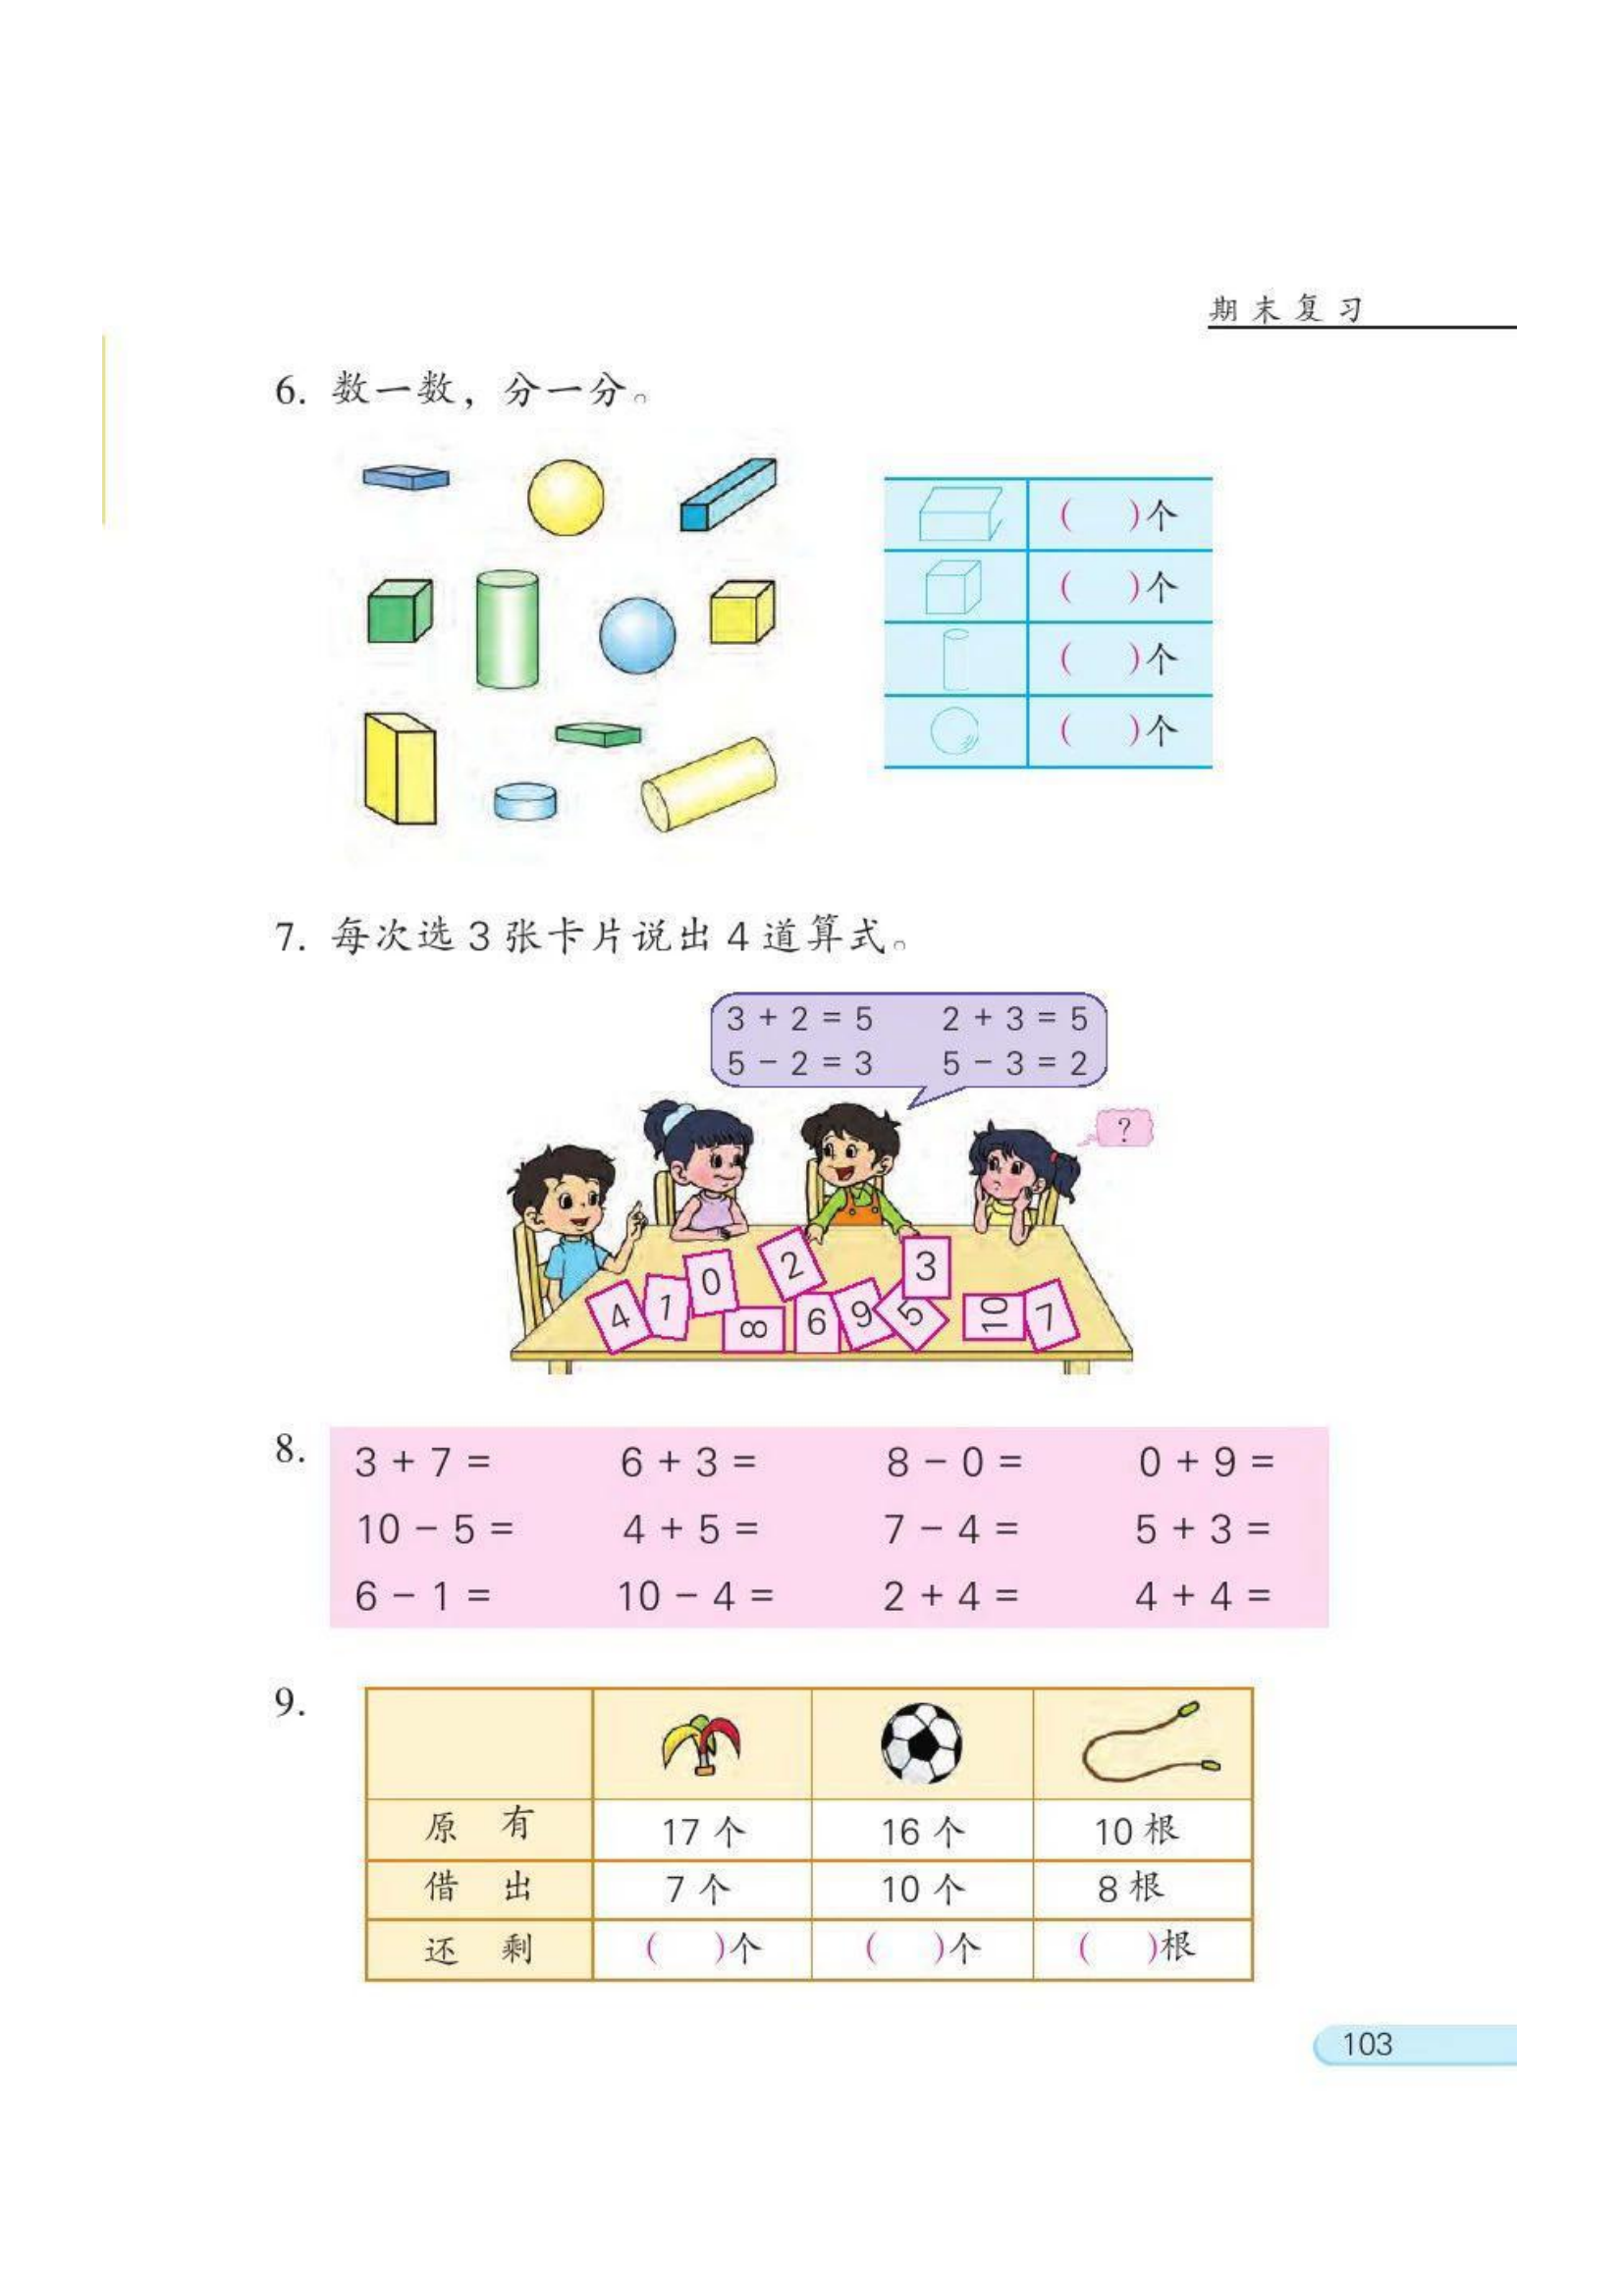 期末复习
6. 数一数，分一分。
(  )个
(  )个
(  )个
(  )个
7. 每次选 3 张卡片说出 4 道算式。
3 + 2 = 5 2 + 3 = 5
5 - 2 = 3 5 - 3 = 2
?
4 1 0 2 3
8 6 9 5 10 7
8.
3 + 7 = 6 + 3 = 8 - 0 = 0 + 9 =
10 - 5 = 4 + 5 = 7 - 4 = 5 + 3 =
6 - 1 = 10 - 4 = 2 + 4 = 4 + 4 =
9.
原有 17 个 16 个 10 根
借出 7 个 10 个 8 根
还剩 (  )个 (  )个 (  )根
103